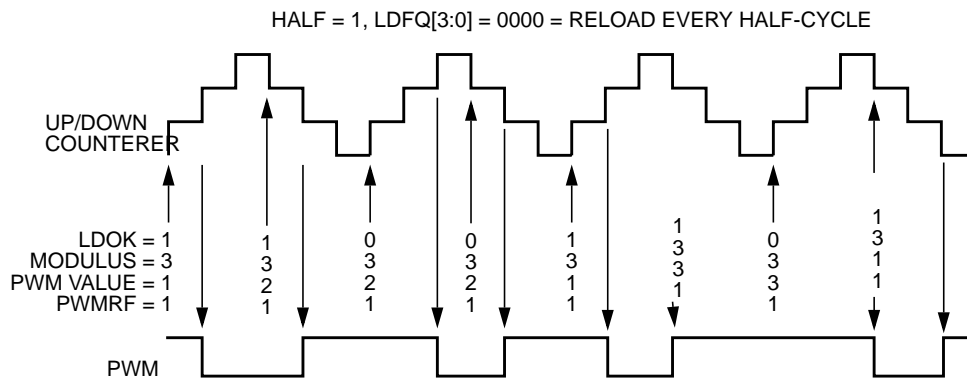 HALF = 1, LDFQ[3:0] = 0000 = RELOAD EVERY HALF-CYCLE
UP/DOWN
COUNTERER
LDOK = 1 1 0 0 1 1 0 1
MODULUS = 3 3 3 3 3 3 3 3
PWM VALUE = 1 2 2 2 1 3 3 1
PWMRF = 1 1 1 1 1 1 1 1
PWM